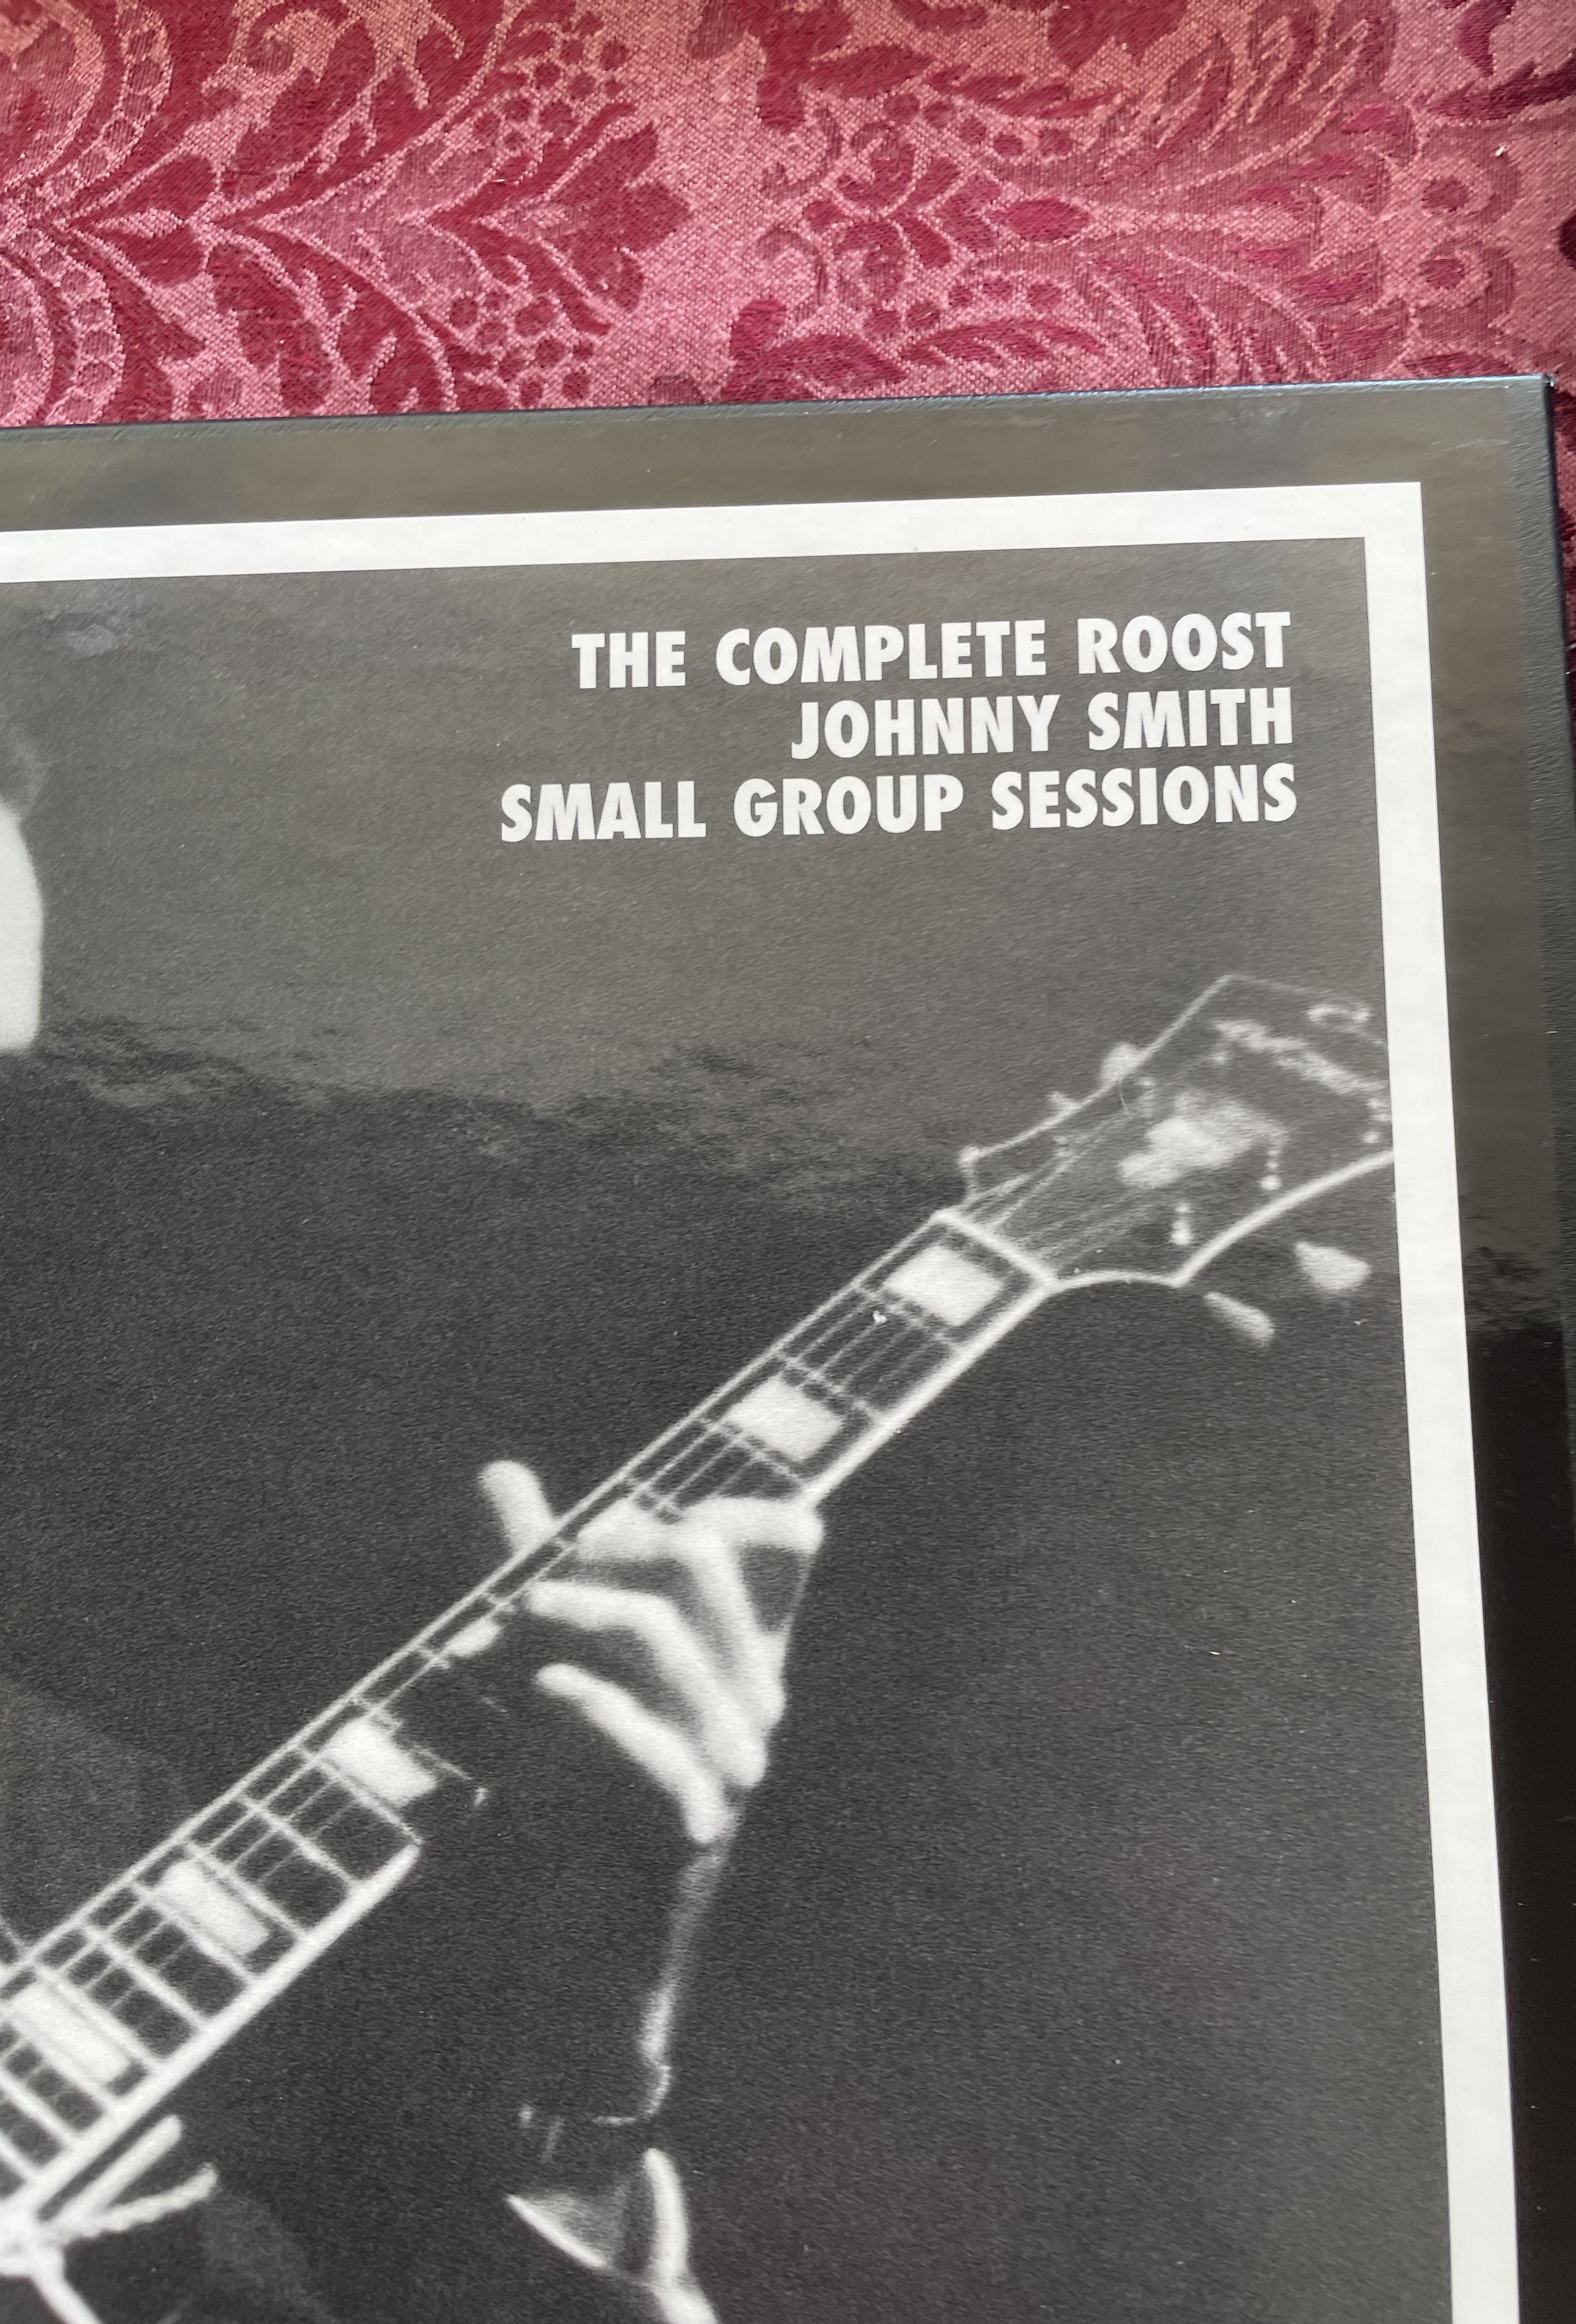 THE COMPLETE ROOST
JOHNNY SMITH
SMALL GROUP SESSIONS